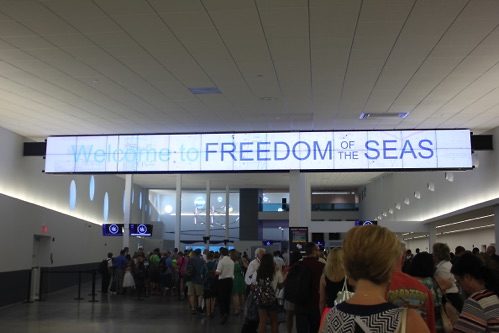 Welcome to FREEDOM OF THE SEAS